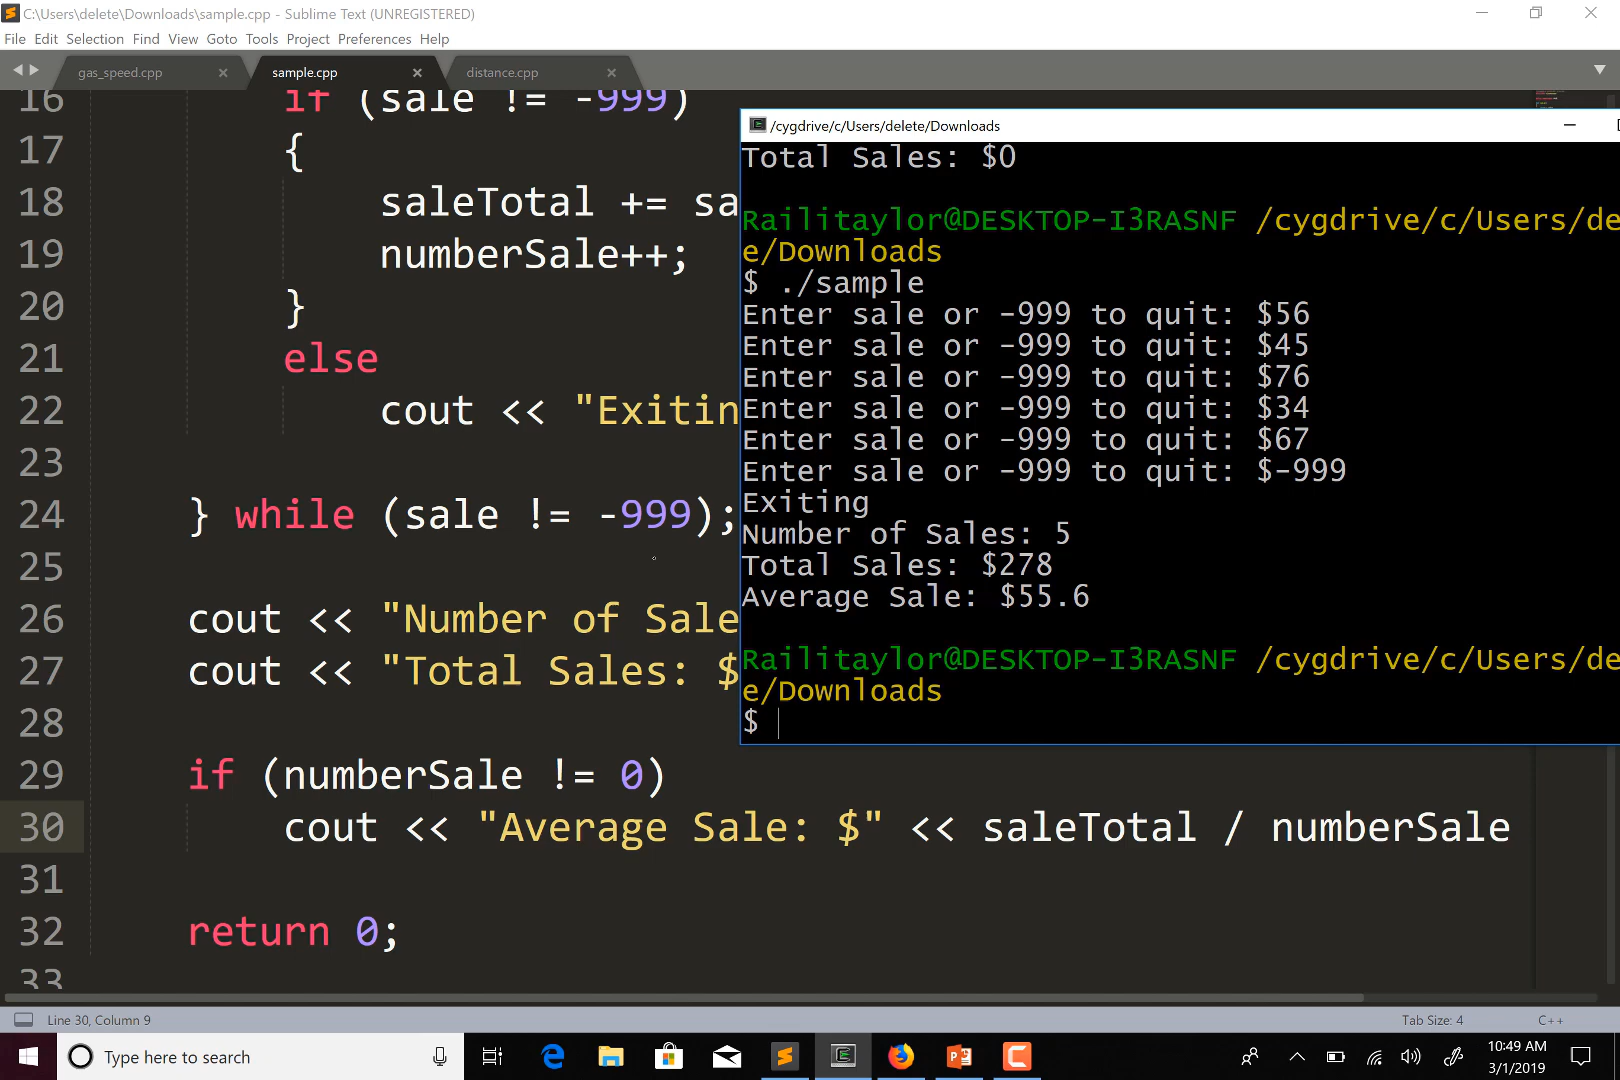 C:\Users\delete\Downloads\sample.cpp - Sublime Text (UNREGISTERED)
File Edit Selection Find View Goto Tools Project Preferences Help
gas_speed.cpp
sample.cpp
distance.cpp
16 if (sale != -999)
17 {
18 saleTotal += sa
19 numberSale++;
20 }
21 else
22 cout << "Exitin
23
24 } while (sale != -999);
25
26 cout << "Number of Sale
27 cout << "Total Sales: $
28
29 if (numberSale != 0)
30 cout << "Average Sale: $" << saleTotal / numberSale
31
32 return 0;
33
/cygdrive/c/Users/delete/Downloads
Total Sales: $0
Railitaylor@DESKTOP-I3RASNF /cygdrive/c/Users/de
e/Downloads
$ ./sample
Enter sale or -999 to quit: $56
Enter sale or -999 to quit: $45
Enter sale or -999 to quit: $76
Enter sale or -999 to quit: $34
Enter sale or -999 to quit: $67
Enter sale or -999 to quit: $-999
Exiting
Number of Sales: 5
Total Sales: $278
Average Sale: $55.6
Railitaylor@DESKTOP-I3RASNF /cygdrive/c/Users/de
e/Downloads
$
Line 30, Column 9
Tab Size: 4
C++
Type here to search
10:49 AM
3/1/2019